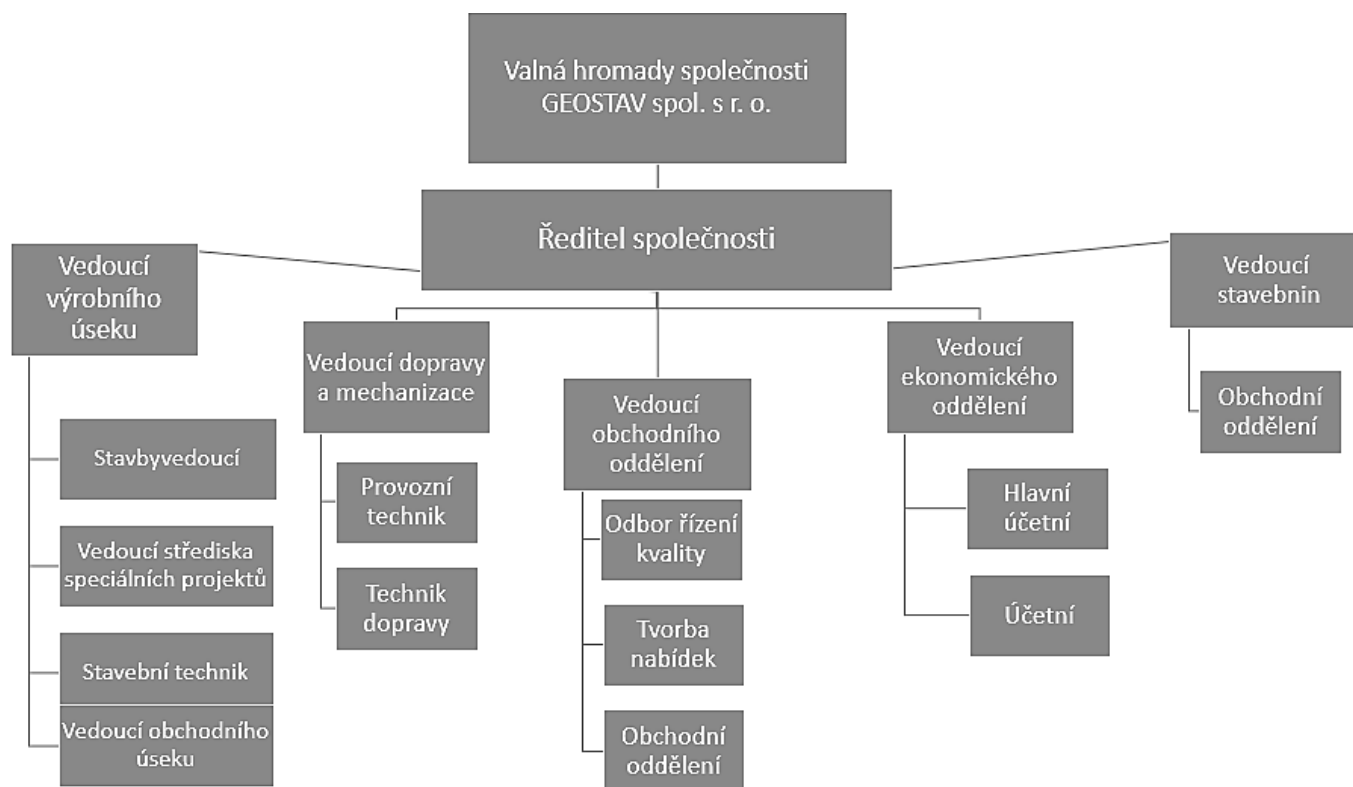 Valná hromady společnosti
GEOSTAV spol. s r. o.
Ředitel společnosti
Vedoucí
výrobního
úseku
Stavbyvedoucí
Vedoucí střediska
speciálních projektů
Stavební technik
Vedoucí obchodního
úseku
Vedoucí dopravy
a mechanizace
Provozní
technik
Technik
dopravy
Vedoucí
obchodního
oddělení
Odbor řízení
kvality
Tvorba
nabídek
Obchodní
oddělení
Vedoucí
ekonomického
oddělení
Hlavní
účetní
Účetní
Vedoucí
stavebnin
Obchodní
oddělení